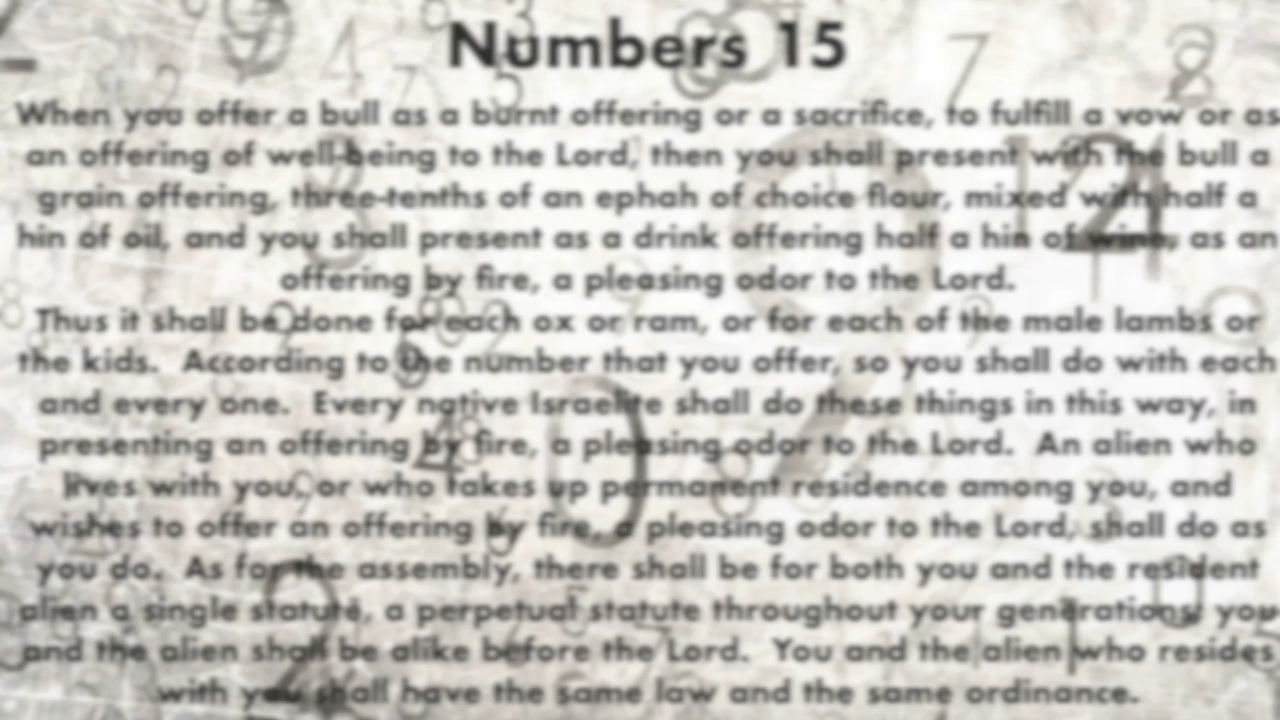 Numbers 15
When you offer a bull as a burnt offering or a sacrifice, to fulfill a vow or as
an offering of well-being to the Lord, then you shall present with the bull a
grain offering, three-tenths of an ephah of choice flour, mixed with half a
hin of oil, and you shall present as a drink offering half a hin of wine, as an
offering by fire, a pleasing odor to the Lord.
Thus it shall be done for each ox or ram, or for each of the male lambs or
the kids.  According to the number that you offer, so you shall do with each
and every one.  Every native Israelite shall do these things in this way, in
presenting an offering by fire, a pleasing odor to the Lord.  An alien who
lives with you, or who takes up permanent residence among you, and
wishes to offer an offering by fire, a pleasing odor to the Lord, shall do as
you do.  As for the assembly, there shall be for both you and the resident
alien a single statute, a perpetual statute throughout your generations; you
and the alien shall be alike before the Lord.  You and the alien who resides
with you shall have the same law and the same ordinance.